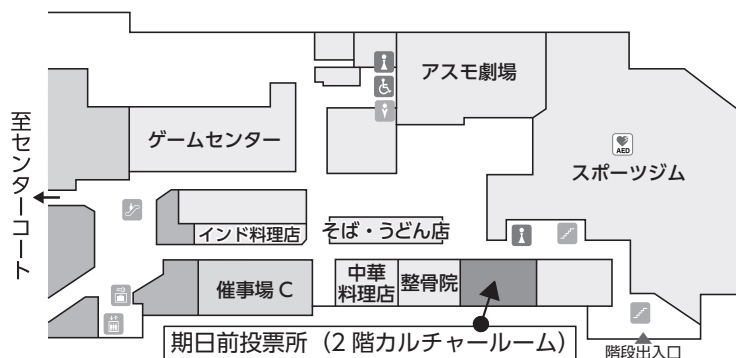 アスモ劇場
ゲームセンター
AED
スポーツジム
至センターコート
インド料理店
そば・うどん店
催事場 C
中華
料理店
整骨院
期日前投票所（2 階カルチャールーム）
階段出入口